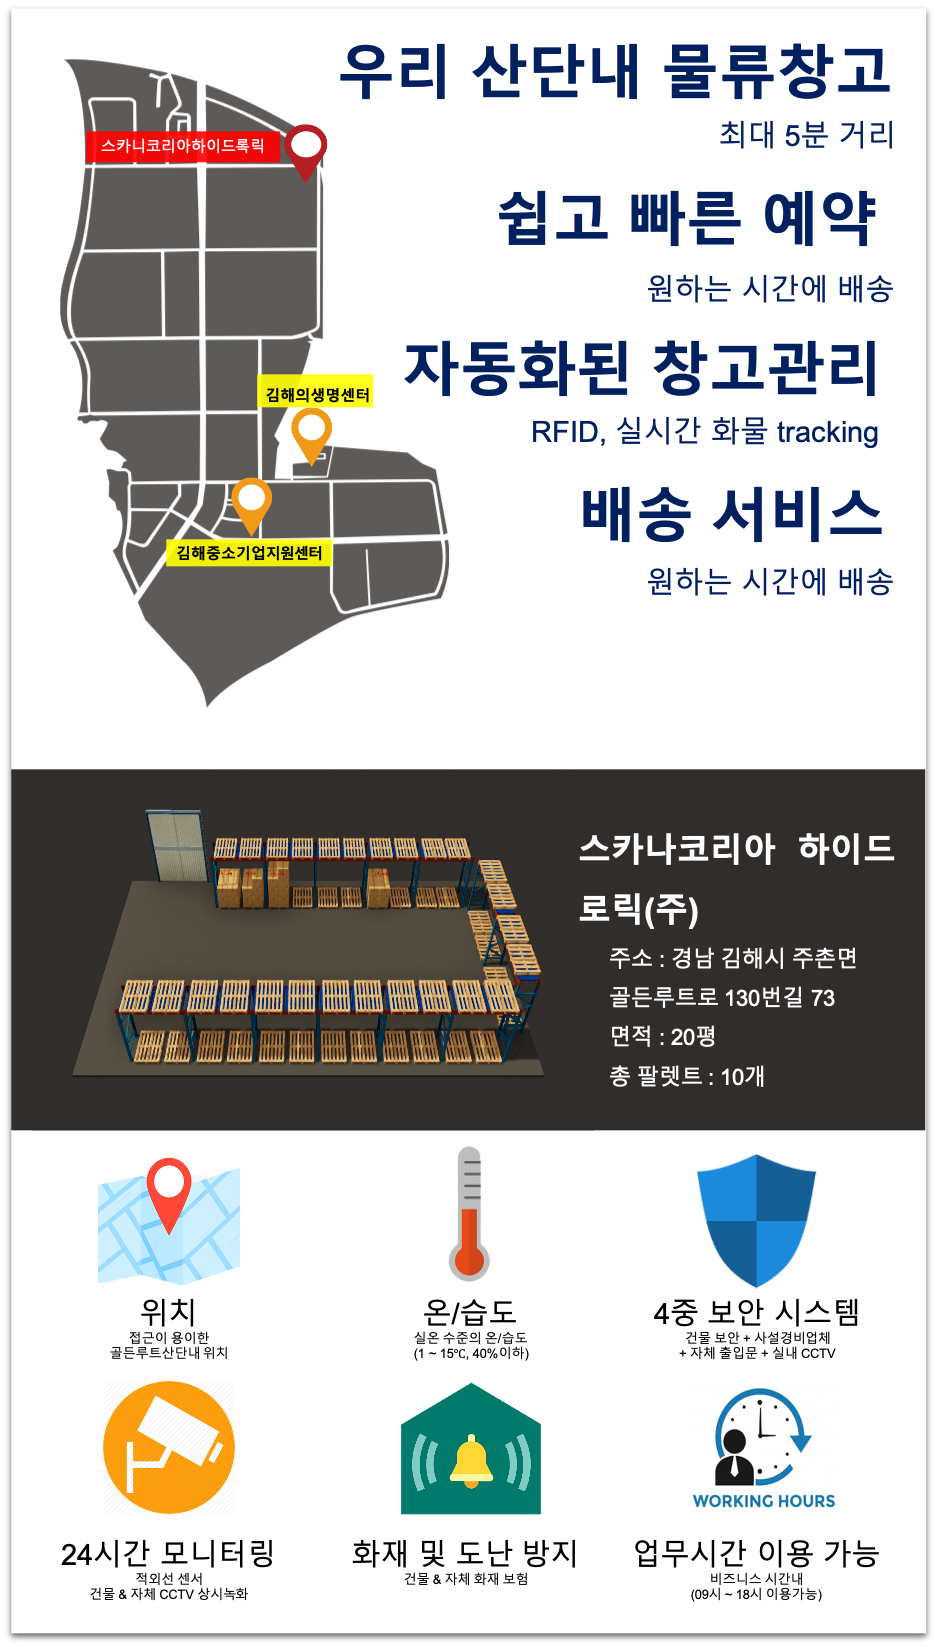 우리 산단내 물류창고
최대 5분 거리
스카니코리아하이드록릭
쉽고 빠른 예약
원하는 시간에 배송
자동화된 창고관리
김해의생명센터
RFID, 실시간 화물 tracking
배송 서비스
김해중소기업지원센터
원하는 시간에 배송
스카나코리아 하이드
로릭(주)
주소 : 경남 김해시 주촌면
골든루트로 130번길 73
면적 : 20평
총 팔렛트 : 10개
위치
접근이 용이한
골든루트산단내 위치
온/습도
실온 수준의 온/습도
(1 ~ 15℃, 40%이하)
4중 보안 시스템
건물 보안 + 사설경비업체
+ 자체 출입문 + 실내 CCTV
24시간 모니터링
적외선 센서
건물 & 자체 CCTV 상시녹화
화재 및 도난 방지
건물 & 자체 화재 보험
WORKING HOURS
업무시간 이용 가능
비즈니스 시간내
(09시 ~ 18시 이용가능)